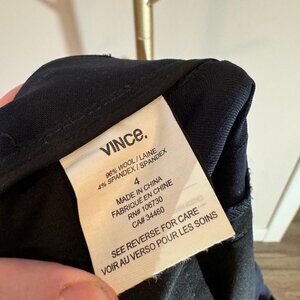 VINCE.
96% WOOL / LAINE
4% SPANDEX / SPANDEX
4
MADE IN CHINA
FABRIQUE EN CHINE
RN# 106730
CA# 34460
SEE REVERSE FOR CARE
VOIR AU VERSO POUR LES SOINS